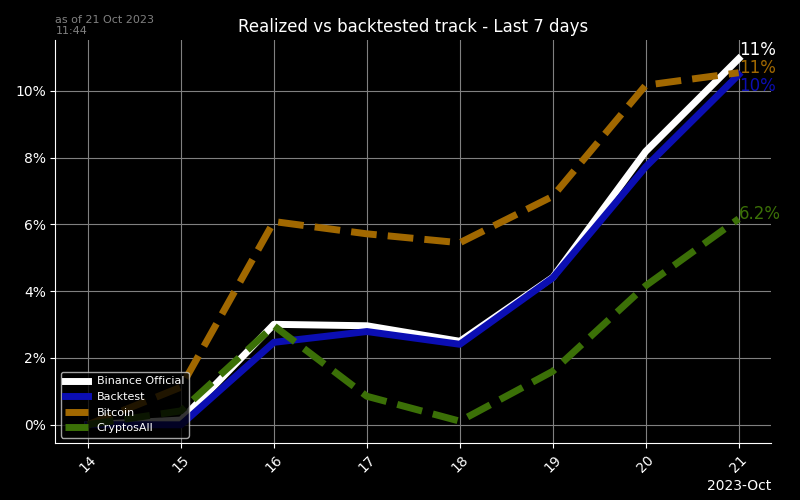 as of 21 Oct 2023
11:44
Realized vs backtested track - Last 7 days
11%
11%
10%
10%
8%
6.2%
6%
4%
2%
0%
Binance Official
Backtest
Bitcoin
CryptosAll
14 15 16 17 18 19 20 21
2023-Oct